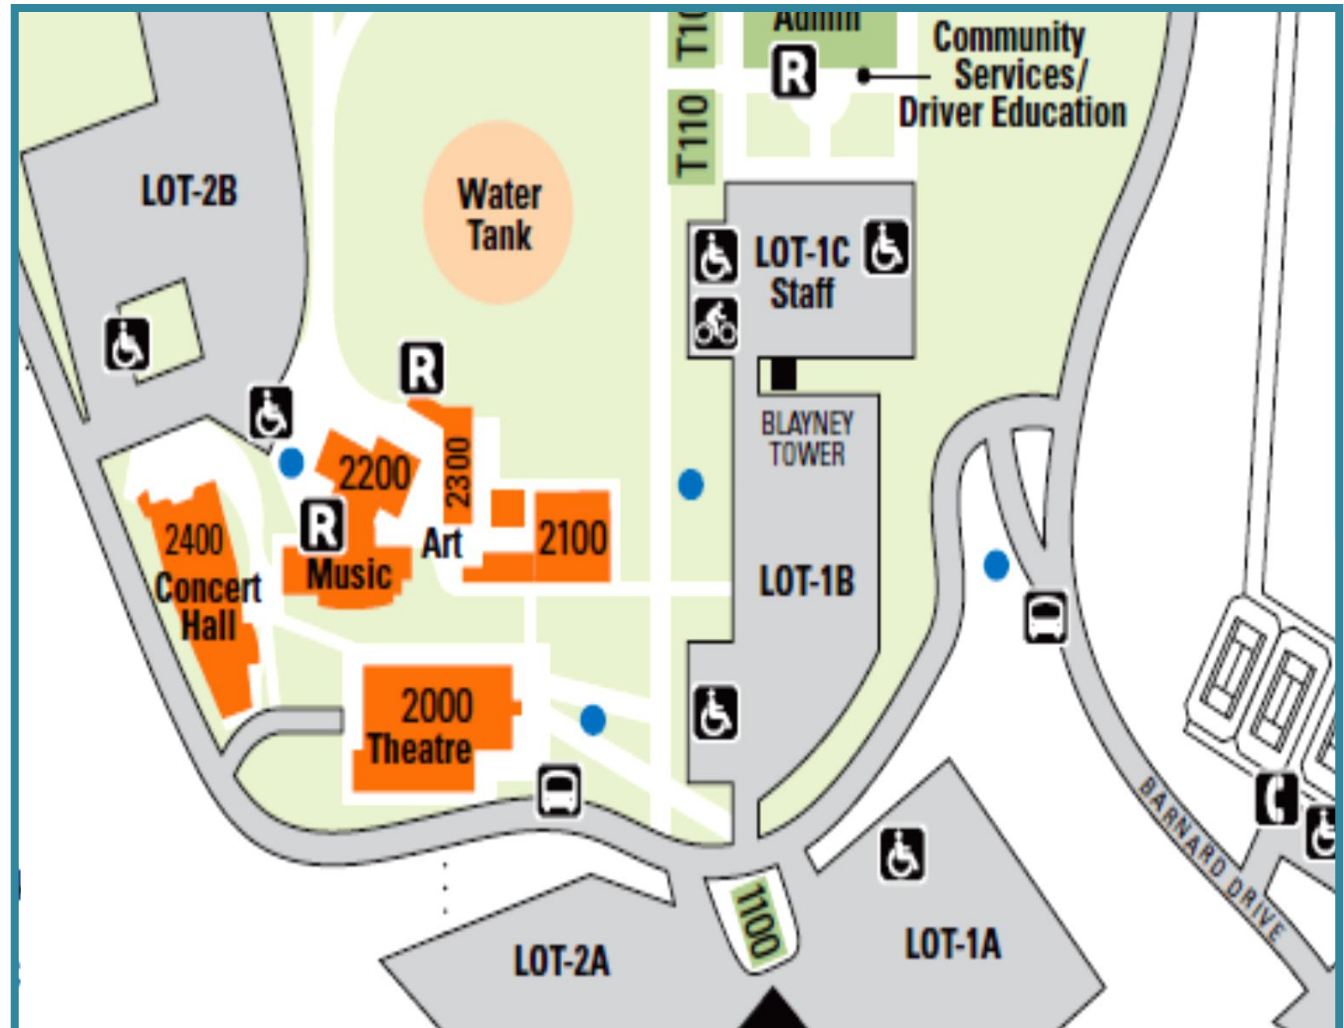 T10
Admin
R
Community
Services/
Driver Education
T110
LOT-2B
Water
Tank
LOT-1C
Staff
R
BLAYNEY
TOWER
2200
2300
R
2400
Concert
Hall
Music
Art
2100
LOT-1B
2000
Theatre
BARNARD DRIVE
1100
LOT-2A
LOT-1A